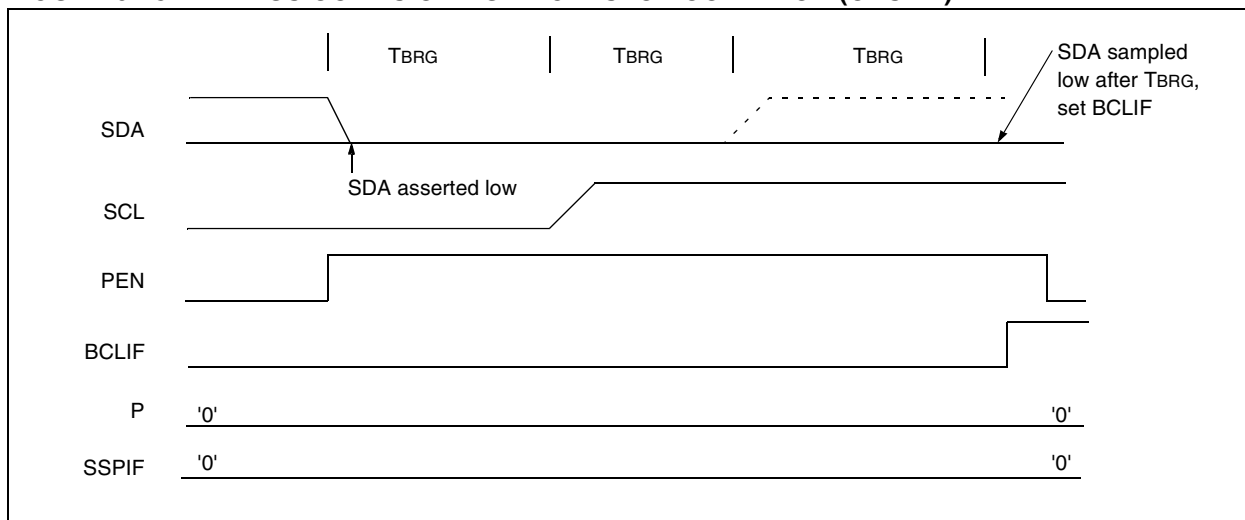 TBRG TBRG TBRG
SDA sampled
low after TBRG,
set BCLIF
SDA
SDA asserted low
SCL
PEN
BCLIF
P '0' '0'
SSPIF '0' '0'